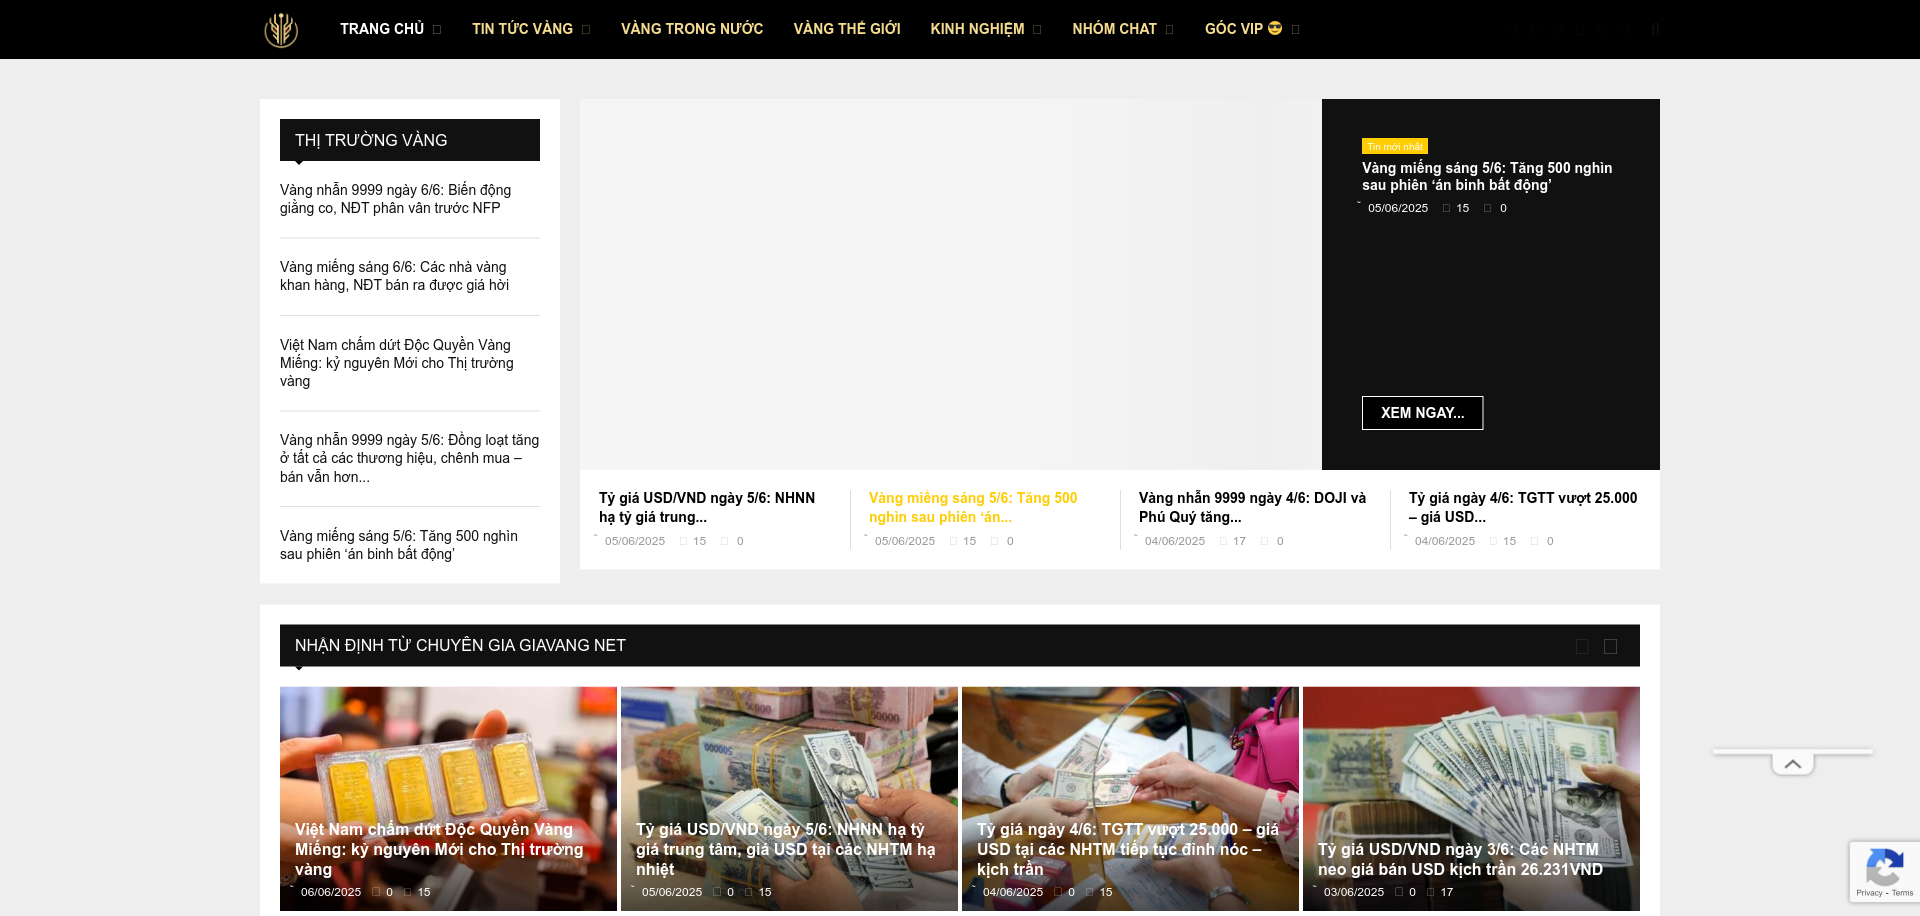 TRANG CHỦ TIN TỨC VÀNG VÀNG TRONG NƯỚC VÀNG THẾ GIỚI KINH NGHIỆM NHÓM CHAT GÓC VIP 😎
THỊ TRƯỜNG VÀNG
Vàng nhẫn 9999 ngày 6/6: Biến động
giằng co, NĐT phân vân trước NFP
Vàng miếng sáng 6/6: Các nhà vàng
khan hàng, NĐT bán ra được giá hời
Việt Nam chấm dứt Độc Quyền Vàng
Miếng: kỷ nguyên Mới cho Thị trường
vàng
Vàng nhẫn 9999 ngày 5/6: Đồng loạt tăng
ở tất cả các thương hiệu, chênh mua –
bán vẫn hơn...
Vàng miếng sáng 5/6: Tăng 500 nghìn
sau phiên ‘án binh bất động’
Tin mới nhất
Vàng miếng sáng 5/6: Tăng 500 nghìn
sau phiên ‘án binh bất động’
05/06/2025 15 0
XEM NGAY...
Tỷ giá USD/VND ngày 5/6: NHNN
hạ tỷ giá trung...
05/06/2025 15 0
Vàng miếng sáng 5/6: Tăng 500
nghìn sau phiên ‘án...
05/06/2025 15 0
Vàng nhẫn 9999 ngày 4/6: DOJI và
Phú Quý tăng...
04/06/2025 17 0
Tỷ giá ngày 4/6: TGTT vượt 25.000
– giá USD...
04/06/2025 15 0
NHẬN ĐỊNH TỪ CHUYÊN GIA GIAVANG NET
Việt Nam chấm dứt Độc Quyền Vàng
Miếng: kỷ nguyên Mới cho Thị trường
vàng
06/06/2025 0 15
Tỷ giá USD/VND ngày 5/6: NHNN hạ tỷ
giá trung tâm, giá USD tại các NHTM hạ
nhiệt
05/06/2025 0 15
Tỷ giá ngày 4/6: TGTT vượt 25.000 – giá
USD tại các NHTM tiếp tục đỉnh nóc –
kịch trần
04/06/2025 0 15
Tỷ giá USD/VND ngày 3/6: Các NHTM
neo giá bán USD kịch trần 26.231VND
03/06/2025 0 17
Privacy - Terms